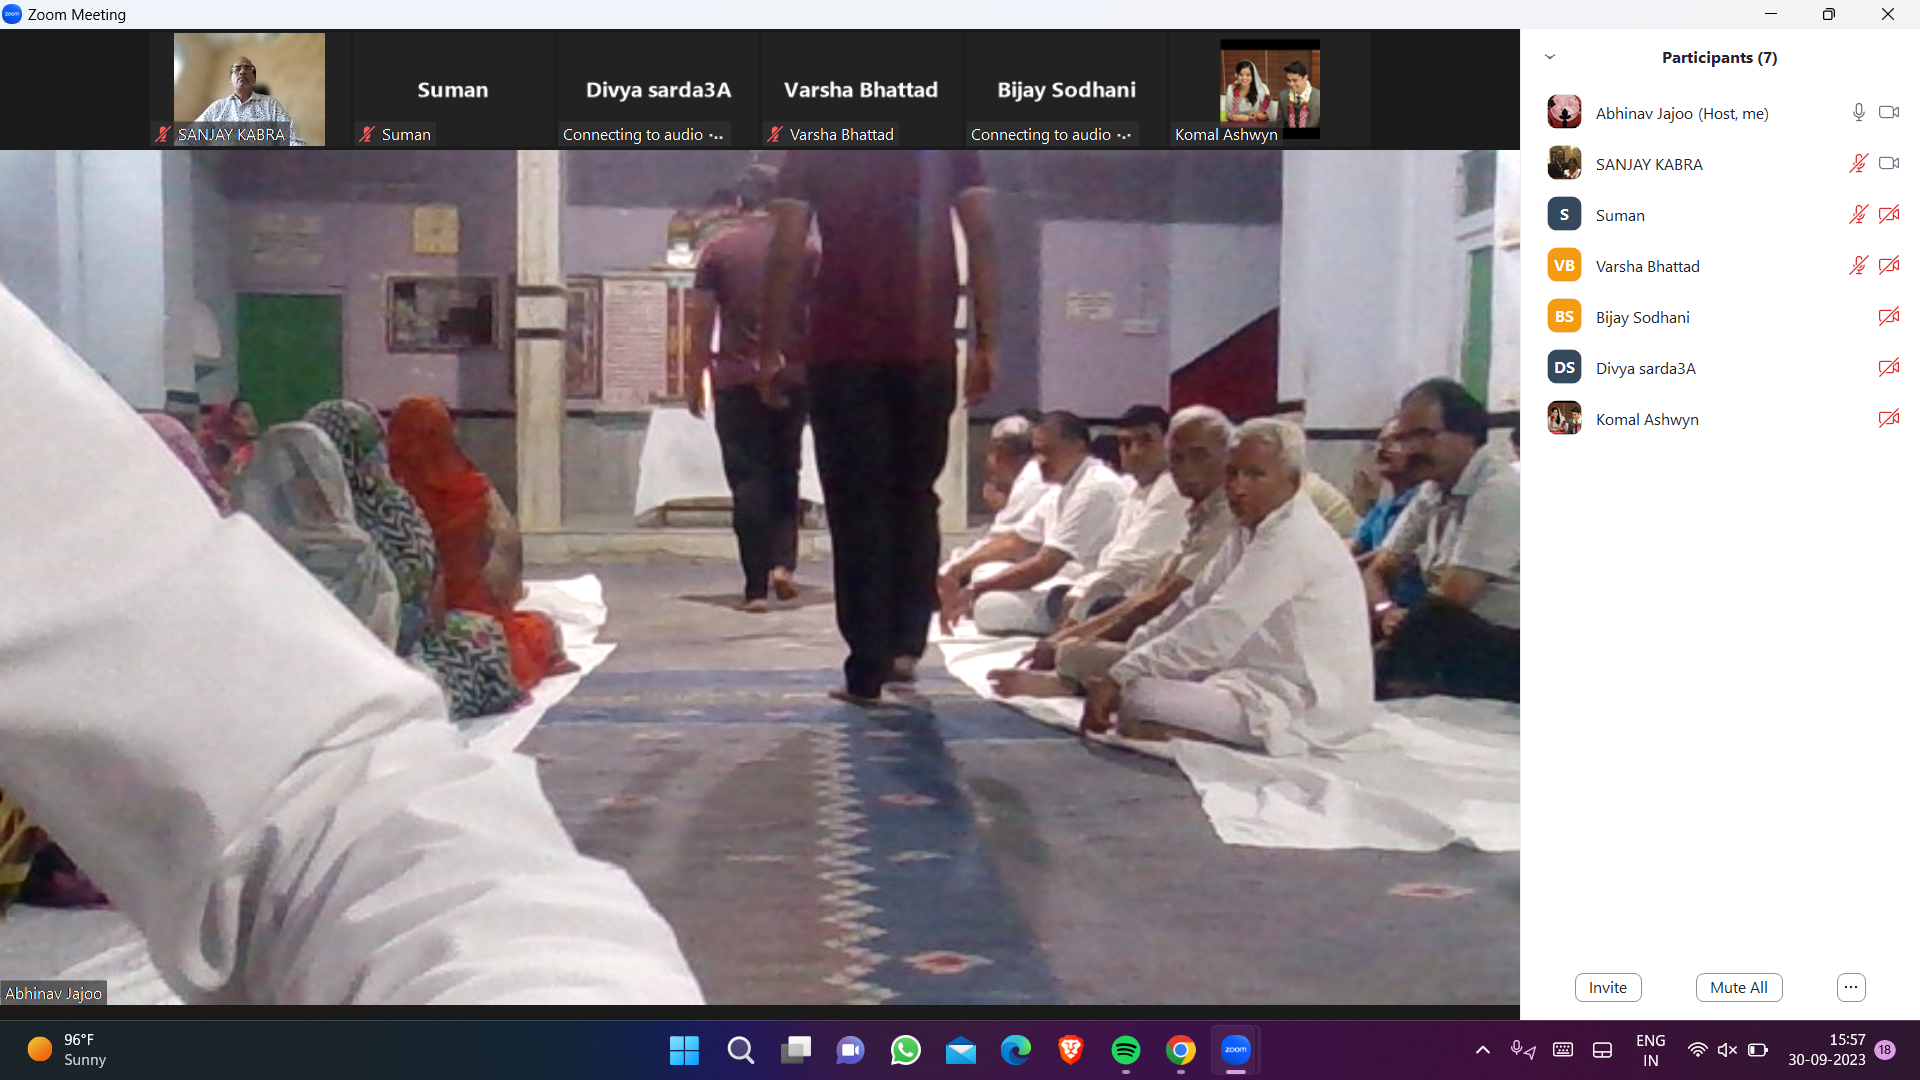 Zoom Meeting
SANJAY KABRA
Suman
Suman
Divya sarda3A
Connecting to audio
Varsha Bhattad
Varsha Bhattad
Bijay Sodhani
Connecting to audio
Komal Ashwyn
Abhinav Jajoo
Participants (7)
Abhinav Jajoo (Host, me)
SANJAY KABRA
S Suman
VB Varsha Bhattad
BS Bijay Sodhani
DS Divya sarda3A
Komal Ashwyn
Invite
Mute All
...
96°F
Sunny
zoom
ENG
IN
15:57
30-09-2023
18